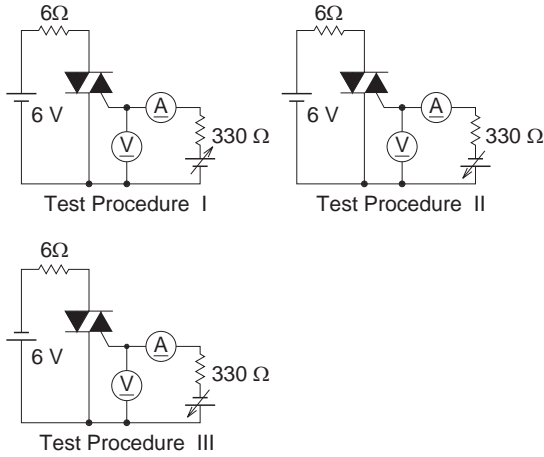 6Ω
6 V
A
V
330 Ω
Test Procedure I
6Ω
6 V
A
V
330 Ω
Test Procedure II
6Ω
6 V
A
V
330 Ω
Test Procedure III